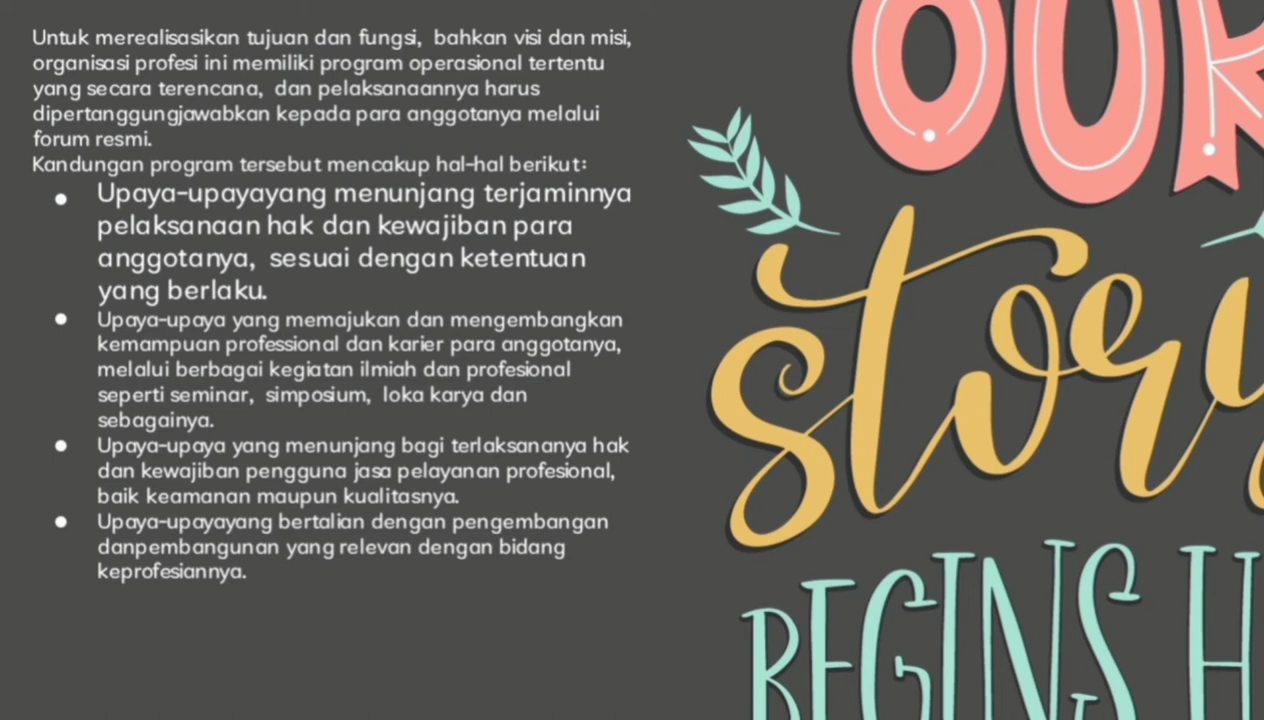 Untuk merealisasikan tujuan dan fungsi, bahkan visi dan misi,
organisasi profesi ini memiliki program operasional tertentu
yang secara terencana, dan pelaksanaannya harus
dipertanggungjawabkan kepada para anggotanya melalui
forum resmi.
Kandungan program tersebut mencakup hal-hal berikut:
● Upaya-upayayang menunjang terjaminnya
pelaksanaan hak dan kewajiban para
anggotanya, sesuai dengan ketentuan
yang berlaku.
● Upaya-upaya yang memajukan dan mengembangkan
kemampuan professional dan karier para anggotanya,
melalui berbagai kegiatan ilmiah dan profesional
seperti seminar, simposium, loka karya dan
sebagainya.
● Upaya-upaya yang menunjang bagi terlaksananya hak
dan kewajiban pengguna jasa pelayanan profesional,
baik keamanan maupun kualitasnya.
● Upaya-upayayang bertalian dengan pengembangan
danpembangunan yang relevan dengan bidang
keprofesiannya.
OUR
story
BEGINS H